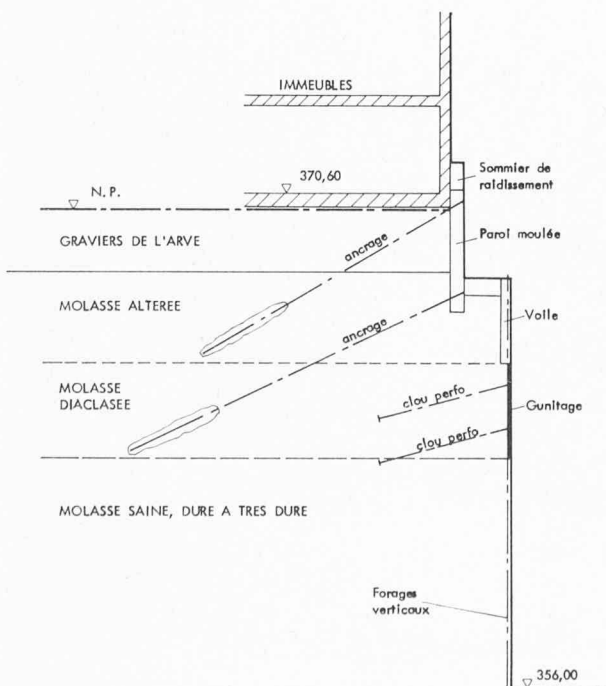 IMMEUBLES
Sommier de
raidissement
370,60
N.P.
Paroi moulée
GRAVIERS DE L'ARVE
ancrage
MOLASSE ALTEREE
ancrage
Voile
MOLASSE
DIACLASEE
clou perfo
Gunitage
clou perfo
MOLASSE SAINE, DURE A TRES DURE
Forages
verticaux
356,00